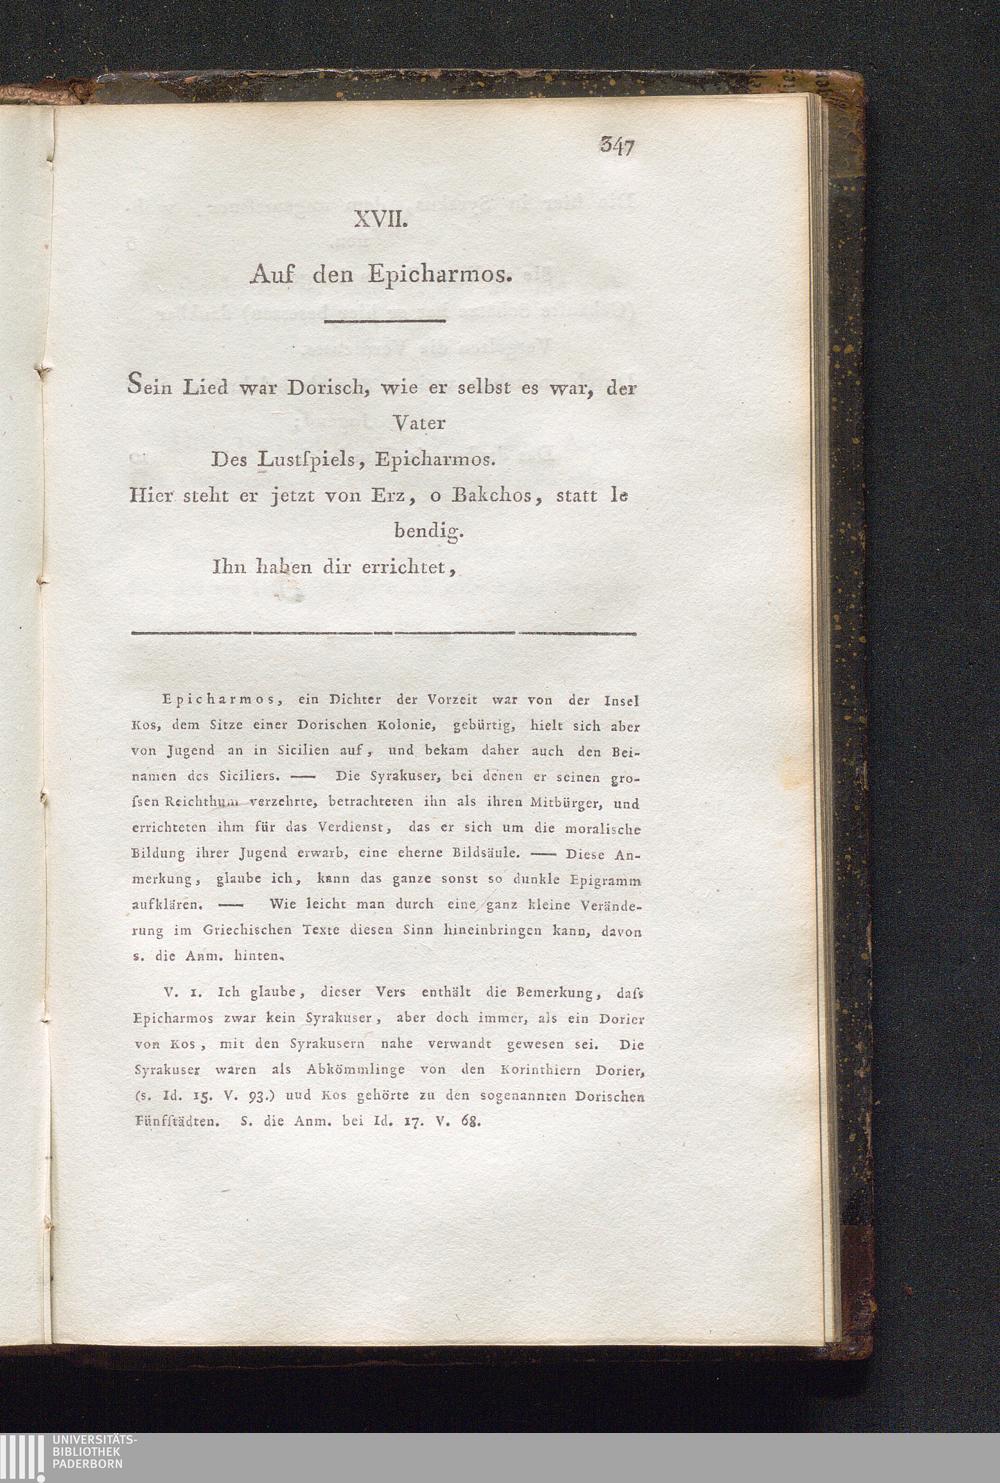 347
XVII.
Auf den Epicharmos.
Sein Lied war Dorisch, wie er selbst es war, der
Vater
Des Lustſpiels, Epicharmos.
Hier steht er jetzt von Erz, o Bakchos, statt le
bendig.
Ihn haben dir errichtet,
Epicharmos, ein Dichter der Vorzeit war von der Insel
Kos, dem Sitze einer Dorischen Kolonie, gebürtig, hielt sich aber
von Jugend an in Sicilien auf, und bekam daher auch den Bei-
namen des Siciliers. — Die Syrakuser, bei denen er seinen gro-
ſsen Reichthum verzehrte, betrachteten ihn als ihren Mitbürger, und
errichteten ihm für das Verdienst, das er sich um die moralische
Bildung ihrer Jugend erwarb, eine eherne Bildsäule. — Diese An-
merkung, glaube ich, kann das ganze sonst so dunkle Epigramm
aufklären. — Wie leicht man durch eine ganz kleine Verände-
rung im Griechischen Texte diesen Sinn hineinbringen kann, davon
s. die Anm. hinten.
V. 1. Ich glaube, dieser Vers enthält die Bemerkung, daſs
Epicharmos zwar kein Syrakuser, aber doch immer, als ein Dorier
von Kos, mit den Syrakusern nahe verwandt gewesen sei. Die
Syrakuser waren als Abkömmlinge von den Korinthiern Dorier,
(s. Id. 15. V. 93.) uud Kos gehörte zu den sogenannten Dorischen
Fünfſtädten. S. die Anm. bei Id. 17. V. 68.
UNIVERSITÄTS-
BIBLIOTHEK
PADERBORN